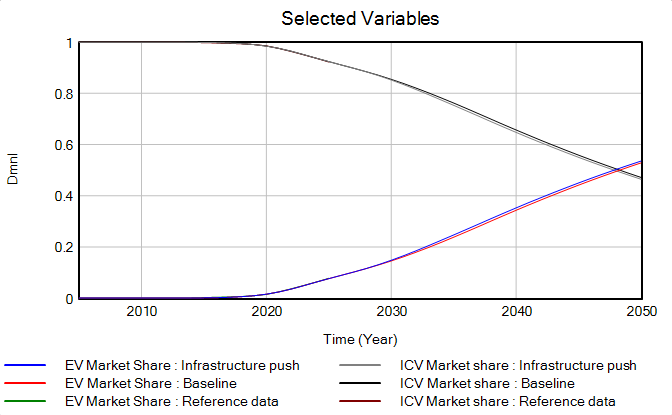 Selected Variables
1
0.8
0.6
0.4
0.2
0
Dmnl
2010 2020 2030 2040 2050
Time (Year)
EV Market Share : Infrastructure push ICV Market share : Infrastructure push
EV Market Share : Baseline ICV Market share : Baseline
EV Market Share : Reference data ICV Market share : Reference data